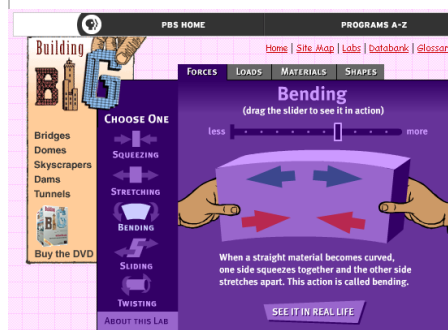 PBS HOME PROGRAMS A-Z
Building
BIG
Home | Site Map | Labs | Databank | Glossar
FORCES LOADS MATERIALS SHAPES
Bending
(drag the slider to see it in action)
less more
CHOOSE ONE
SQUEEZING
STRETCHING
BENDING
SLIDING
TWISTING
ABOUT THIS LAB
Bridges
Domes
Skyscrapers
Dams
Tunnels
Buy the DVD
When a straight material becomes curved,
one side squeezes together and the other side
stretches apart. This action is called bending.
SEE IT IN REAL LIFE